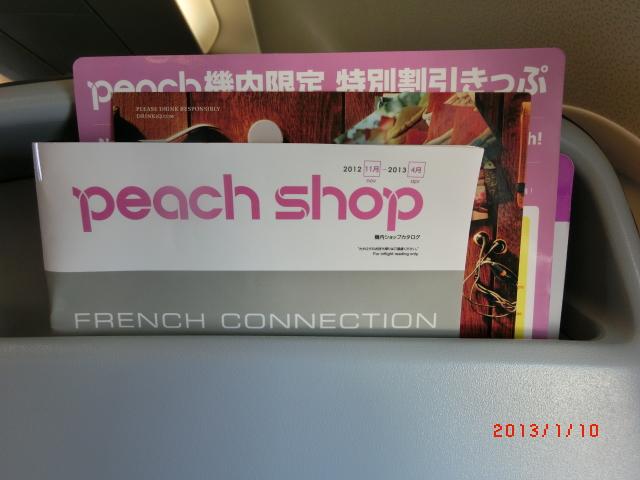 peach機内限定 特別割引きっぷ
PLEASE DRINK RESPONSIBLY.
DRINKiQ.COM
h!
2012 11月 - 2013 4月
nov apr
peach shop
機内ショップカタログ
For inflight reading only
FRENCH CONNECTION
2013/1/10